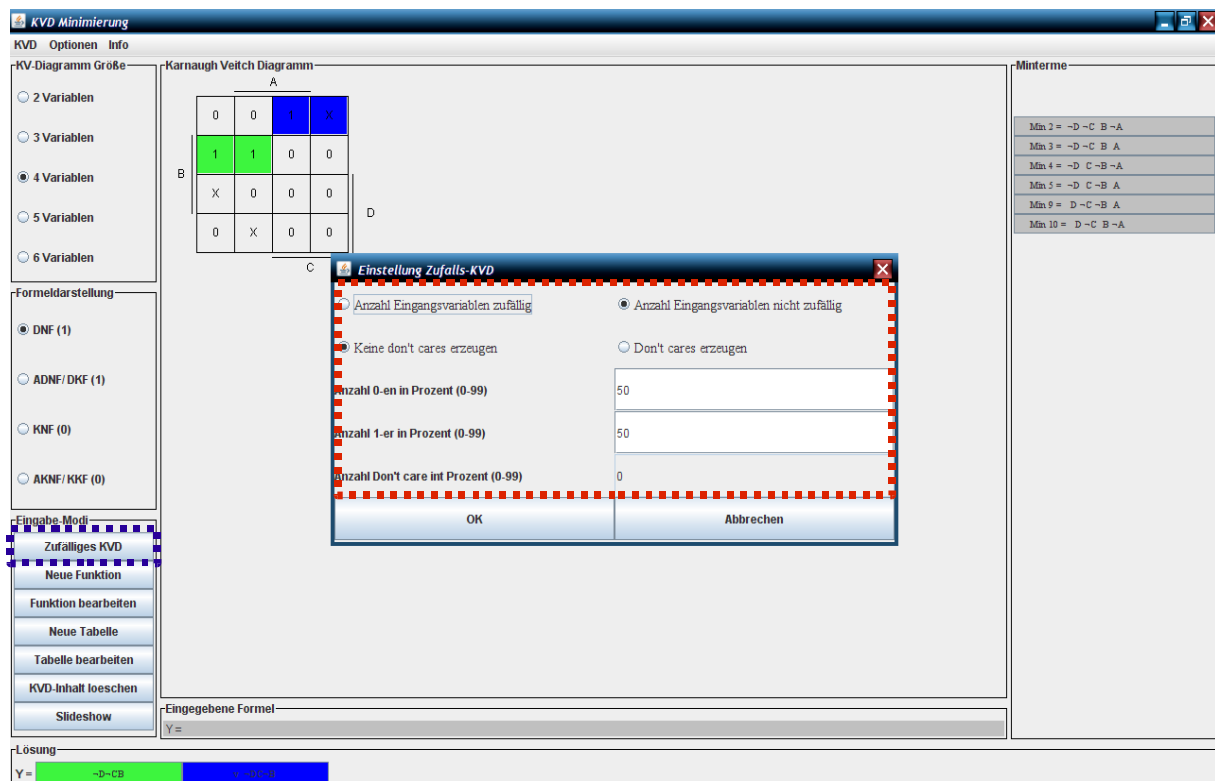 KVD Minimierung
KVD Optionen Info
KV-Diagramm Größe
2 Variablen
3 Variablen
4 Variablen
5 Variablen
6 Variablen
Formeldarstellung
DNF (1)
ADNF/ DKF (1)
KNF (0)
AKNF/ KKF (0)
Eingabe-Modi
Zufälliges KVD
Neue Funktion
Funktion bearbeiten
Neue Tabelle
Tabelle bearbeiten
KVD-Inhalt loeschen
Slideshow
Karnaugh Veitch Diagramm
A
0 0 1 X
1 1 0 0
B
X 0 0 0
D
0 X 0 0
C
Einstellung Zufalls-KVD
Anzahl Eingangsvariablen zufällig
Anzahl Eingangsvariablen nicht zufällig
Keine don't cares erzeugen
Don't cares erzeugen
Anzahl 0-en in Prozent (0-99)
50
Anzahl 1-er in Prozent (0-99)
50
Anzahl Don't care int Prozent (0-99)
0
OK
Abbrechen
Eingegebene Formel
Y =
Minterme
Min 2 = ¬D ¬C B ¬A
Min 3 = ¬D ¬C B A
Min 4 = ¬D C ¬B ¬A
Min 5 = ¬D C ¬B A
Min 9 = D ¬C ¬B A
Min 10 = D ¬C B ¬A
Lösung
Y = ¬D¬CB